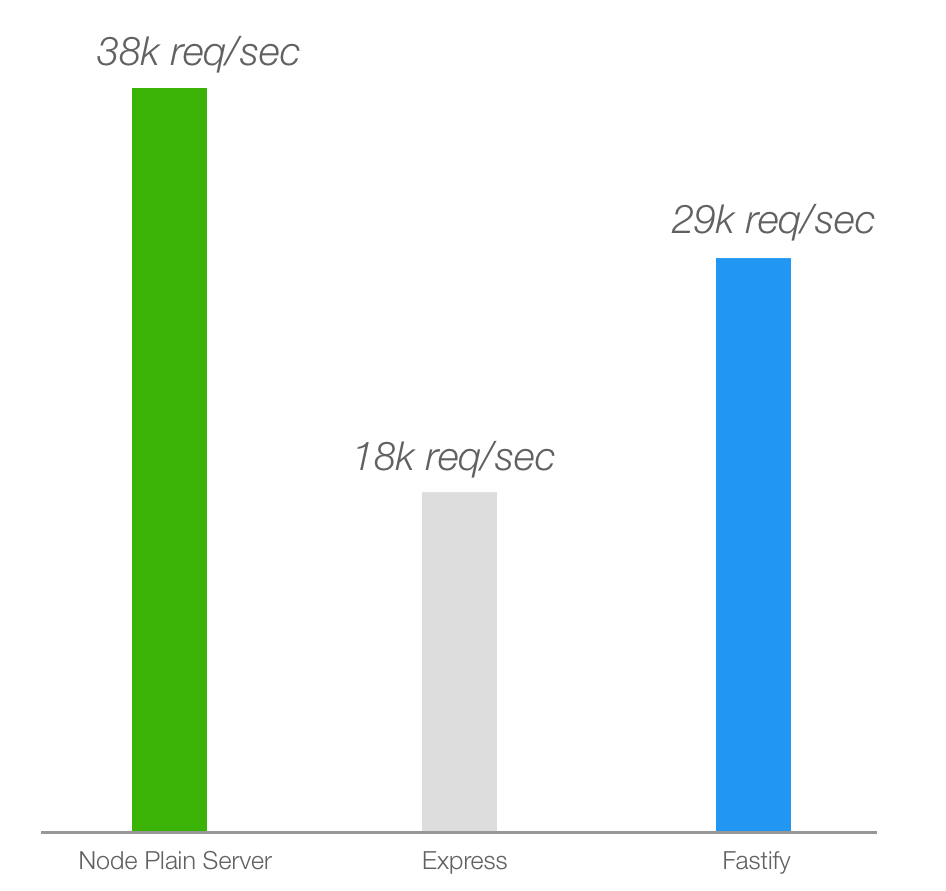 38k req/sec
29k req/sec
18k req/sec
Node Plain Server
Express
Fastify